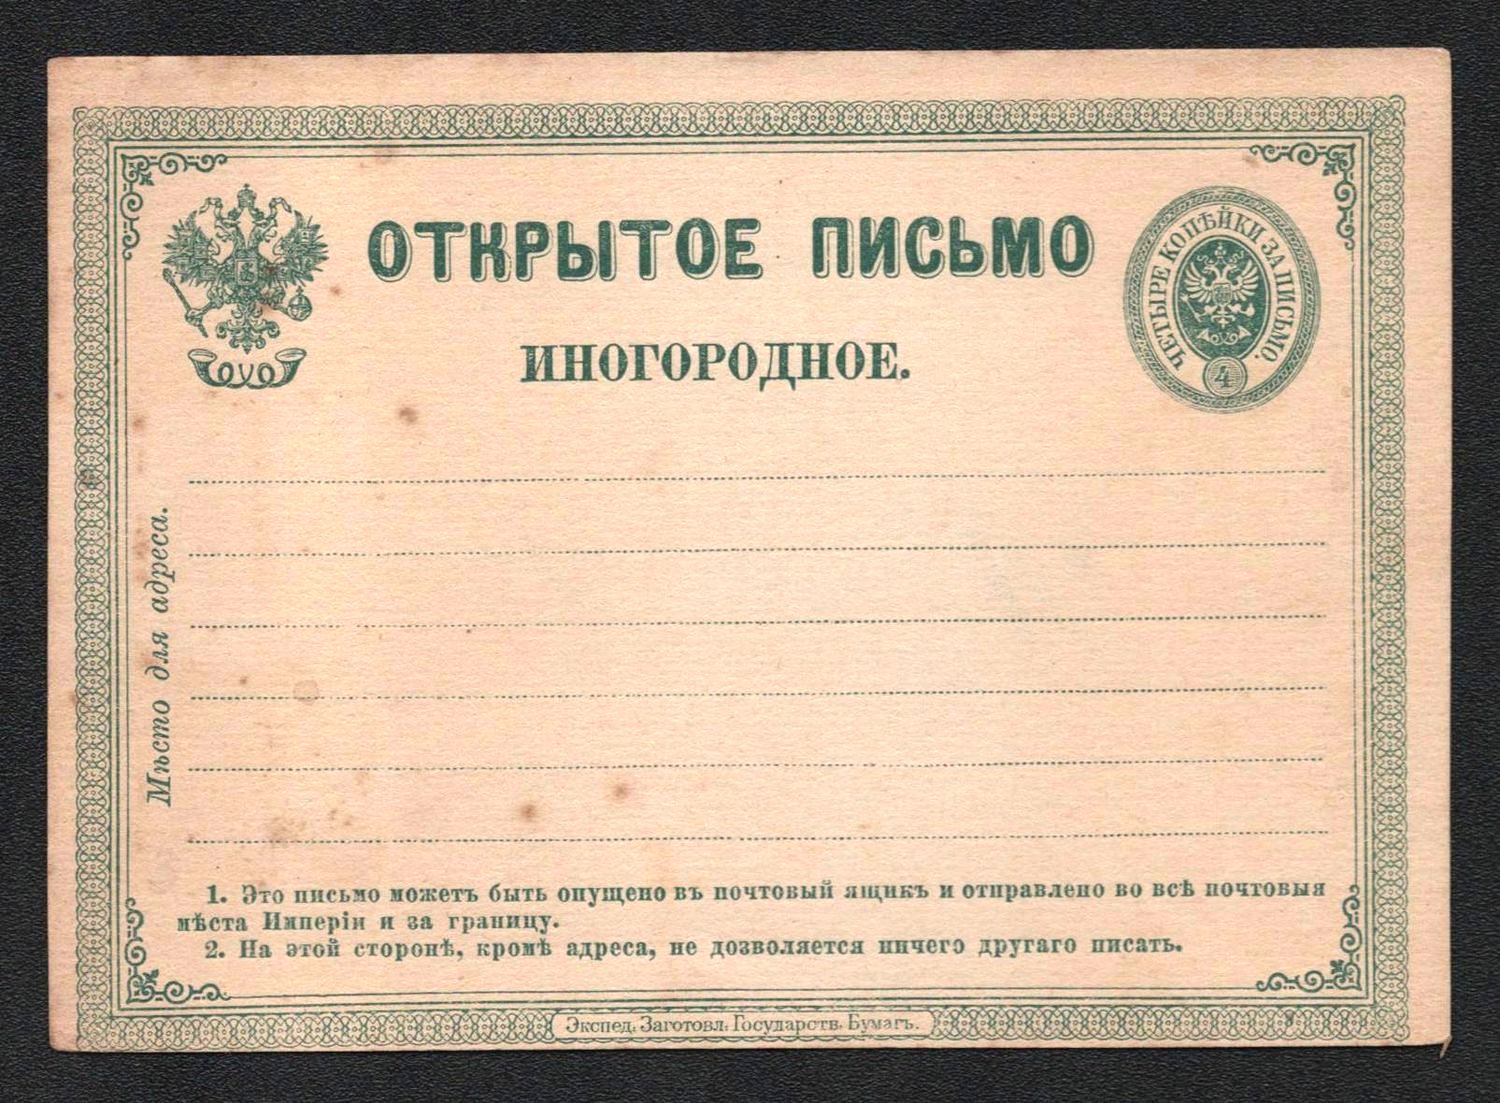 ОТКРЫТОЕ ПИСЬМО
ИНОГОРОДНОЕ.
ЧЕТЫРЕ КОПѢЙКИ ЗА ПИСЬМО.
4
Мѣсто для адреса.
1. Это письмо можетъ быть опущено въ почтовый ящикъ и отправлено во всѣ почтовыя
мѣста Имперіи и за границу.
2. На этой сторонѣ, кромѣ адреса, не дозволяется ничего другаго писать.
Экспед. Заготовл. Государств. Бумагъ.